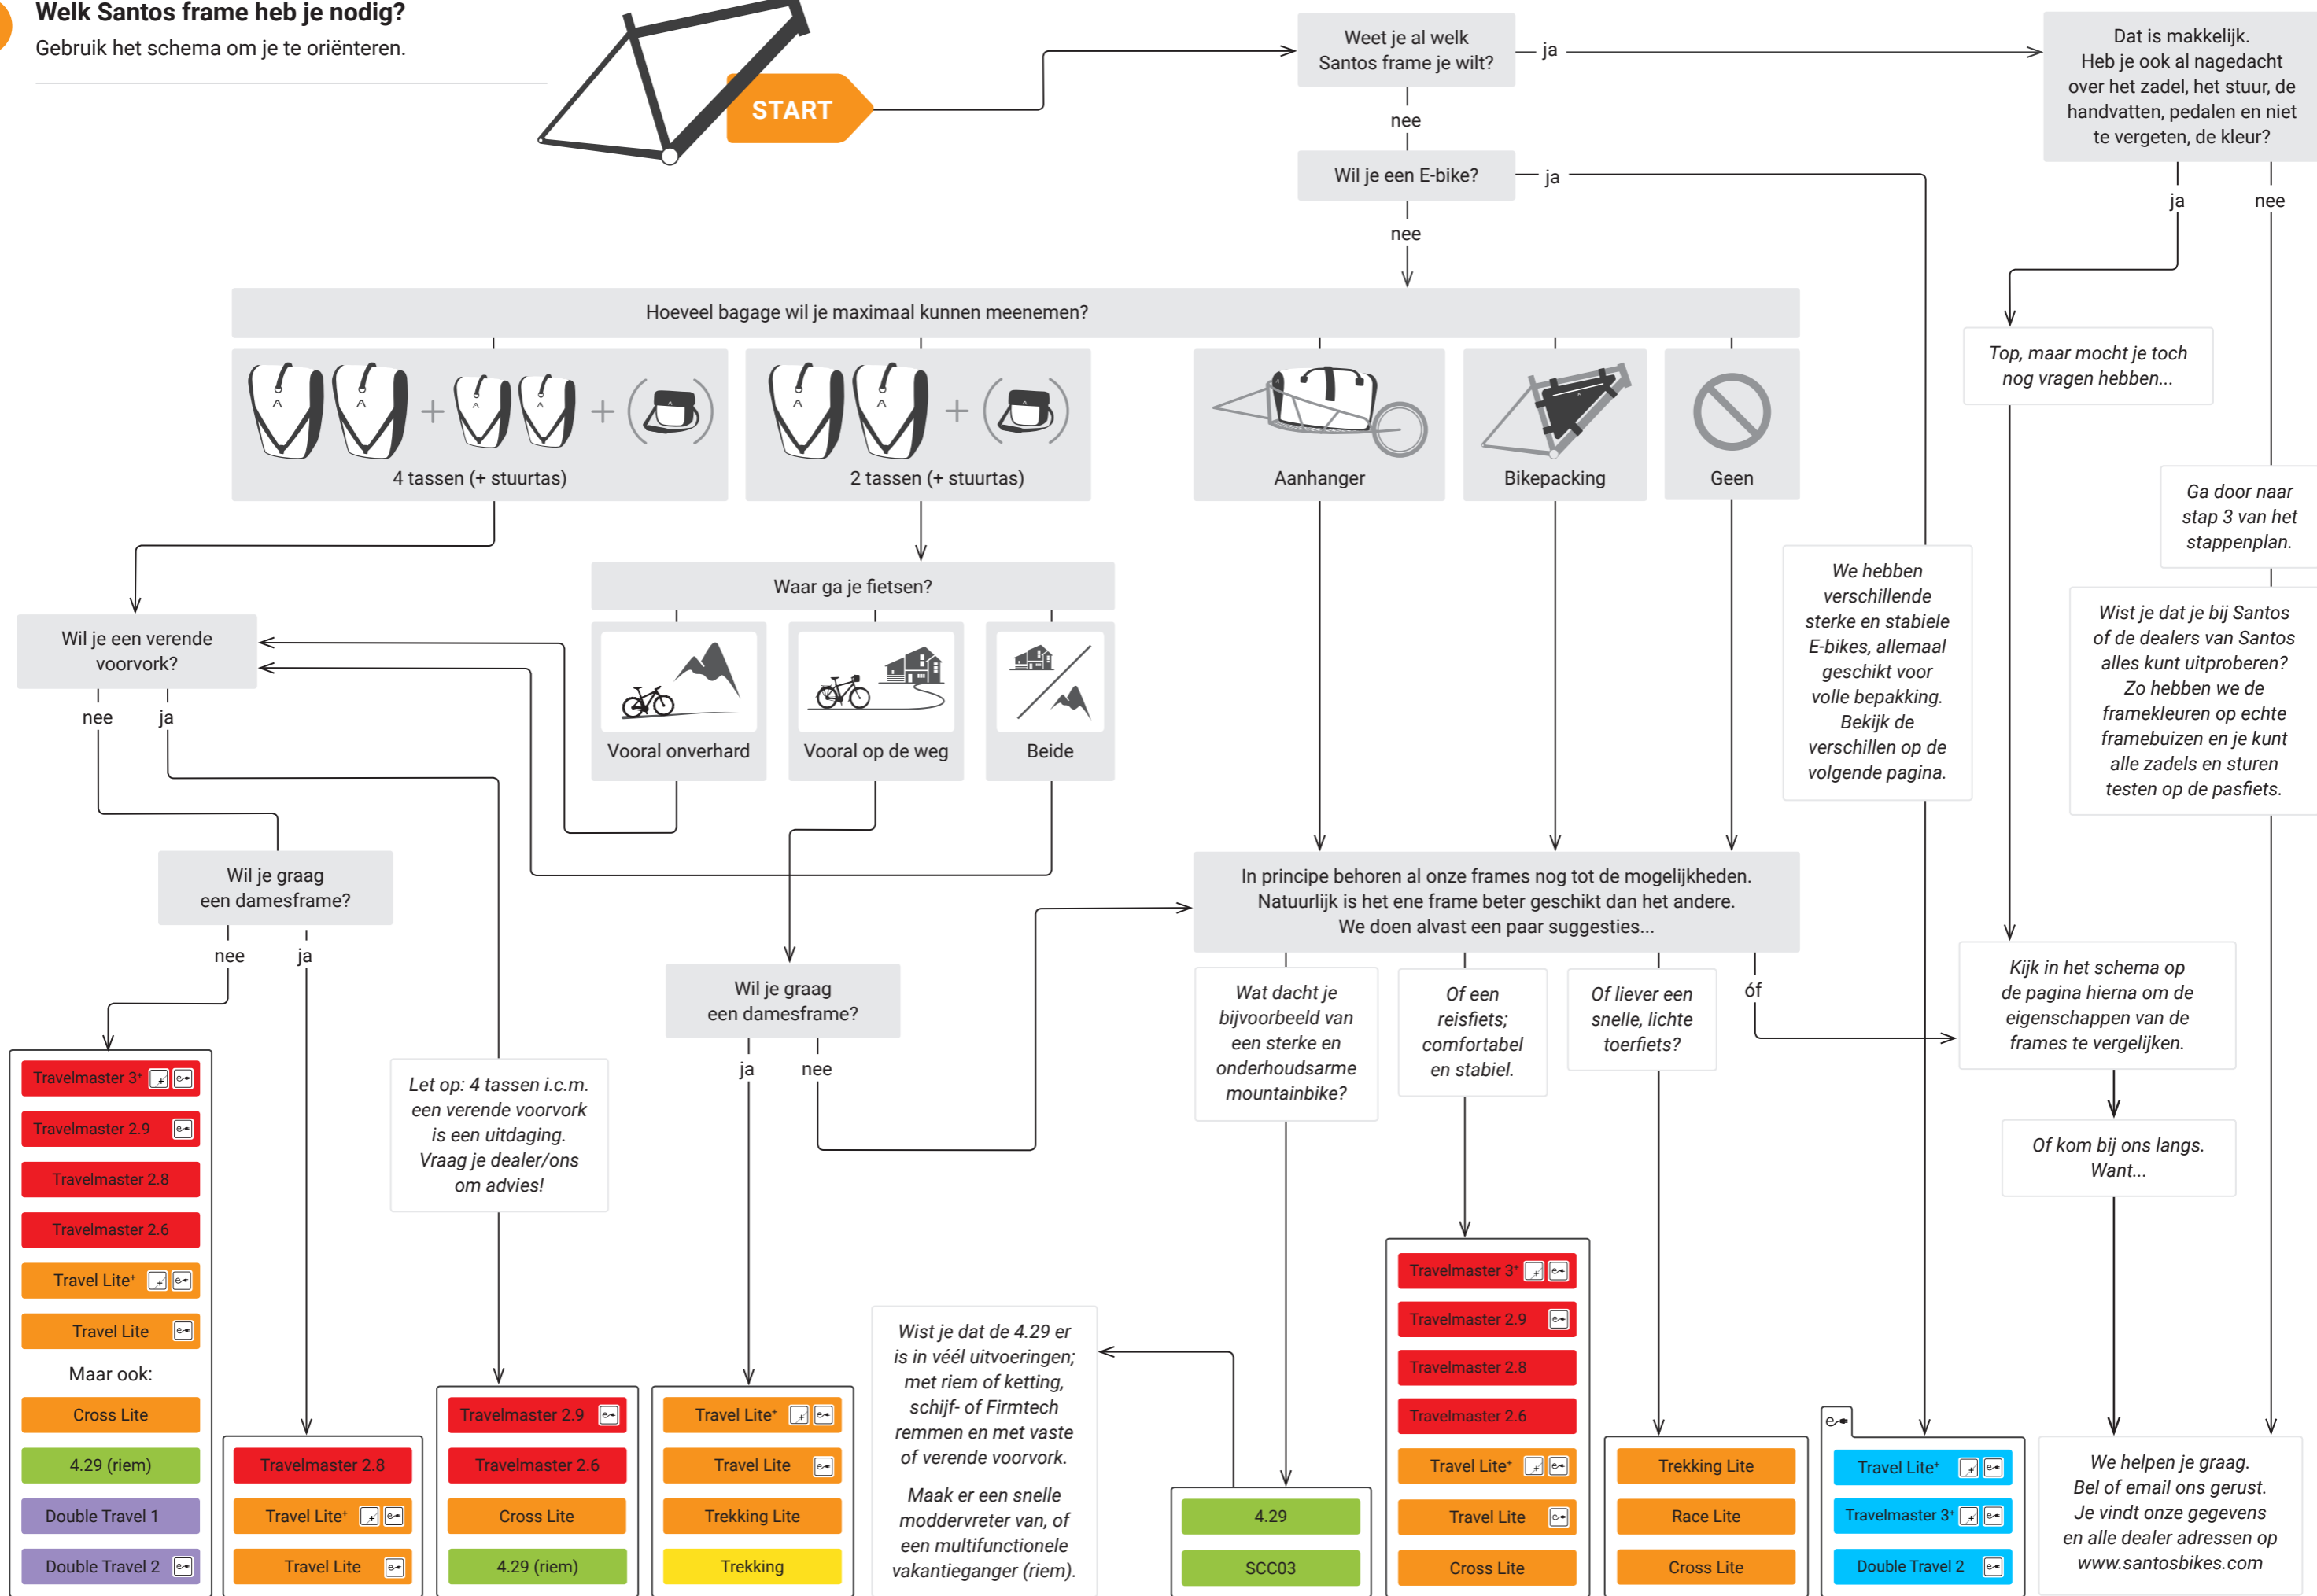 Welk Santos frame heb je nodig?
Gebruik het schema om je te oriënteren.
START
Weet je al welk
Santos frame je wilt?
ja
nee
Dat is makkelijk.
Heb je ook al nagedacht
over het zadel, het stuur, de
handvatten, pedalen en niet
te vergeten, de kleur?
ja
nee
Wil je een E-bike?
ja
nee
Top, maar mocht je toch
nog vragen hebben...
Ga door naar
stap 3 van het
stappenplan.
Hoeveel bagage wil je maximaal kunnen meenemen?
4 tassen (+ stuurtas)
2 tassen (+ stuurtas)
Aanhanger
Bikepacking
Geen
Waar ga je fietsen?
Vooral onverhard
Vooral op de weg
Beide
Wil je een verende
voorvork?
nee
ja
We hebben
verschillende
sterke en stabiele
E-bikes, allemaal
geschikt voor
volle bepakking.
Bekijk de
verschillen op de
volgende pagina.
Wist je dat je bij Santos
of de dealers van Santos
alles kunt uitproberen?
Zo hebben we de
framekleuren op echte
framebuizen en je kunt
alle zadels en sturen
testen op de pasfiets.
Wil je graag
een damesframe?
nee
ja
Wil je graag
een damesframe?
ja
nee
In principe behoren al onze frames nog tot de mogelijkheden.
Natuurlijk is het ene frame beter geschikt dan het andere.
We doen alvast een paar suggesties...
Wat dacht je
bijvoorbeeld van
een sterke en
onderhoudsarme
mountainbike?
Of een
reisfiets;
comfortabel
en stabiel.
Of liever een
snelle, lichte
toerfiets?
óf
Kijk in het schema op
de pagina hierna om de
eigenschappen van de
frames te vergelijken.
Of kom bij ons langs.
Want...
Let op: 4 tassen i.c.m.
een verende voorvork
is een uitdaging.
Vraag je dealer/ons
om advies!
Travelmaster 3+
Travelmaster 2.9
Travelmaster 2.8
Travelmaster 2.6
Travel Lite+
Travel Lite
Maar ook:
Cross Lite
4.29 (riem)
Double Travel 1
Double Travel 2
Travelmaster 2.8
Travel Lite+
Travel Lite
Travelmaster 2.9
Travelmaster 2.6
Cross Lite
4.29 (riem)
Travel Lite+
Travel Lite
Trekking Lite
Trekking
Wist je dat de 4.29 er
is in véél uitvoeringen;
met riem of ketting,
schijf- of Firmtech
remmen en met vaste
of verende voorvork.
Maak er een snelle
moddervreter van, of
een multifunctionele
vakantieganger (riem).
4.29
SCC03
Travelmaster 3+
Travelmaster 2.9
Travelmaster 2.8
Travelmaster 2.6
Travel Lite+
Travel Lite
Cross Lite
Trekking Lite
Race Lite
Cross Lite
Travel Lite+
Travelmaster 3+
Double Travel 2
We helpen je graag.
Bel of email ons gerust.
Je vindt onze gegevens
en alle dealer adressen op
www.santosbikes.com